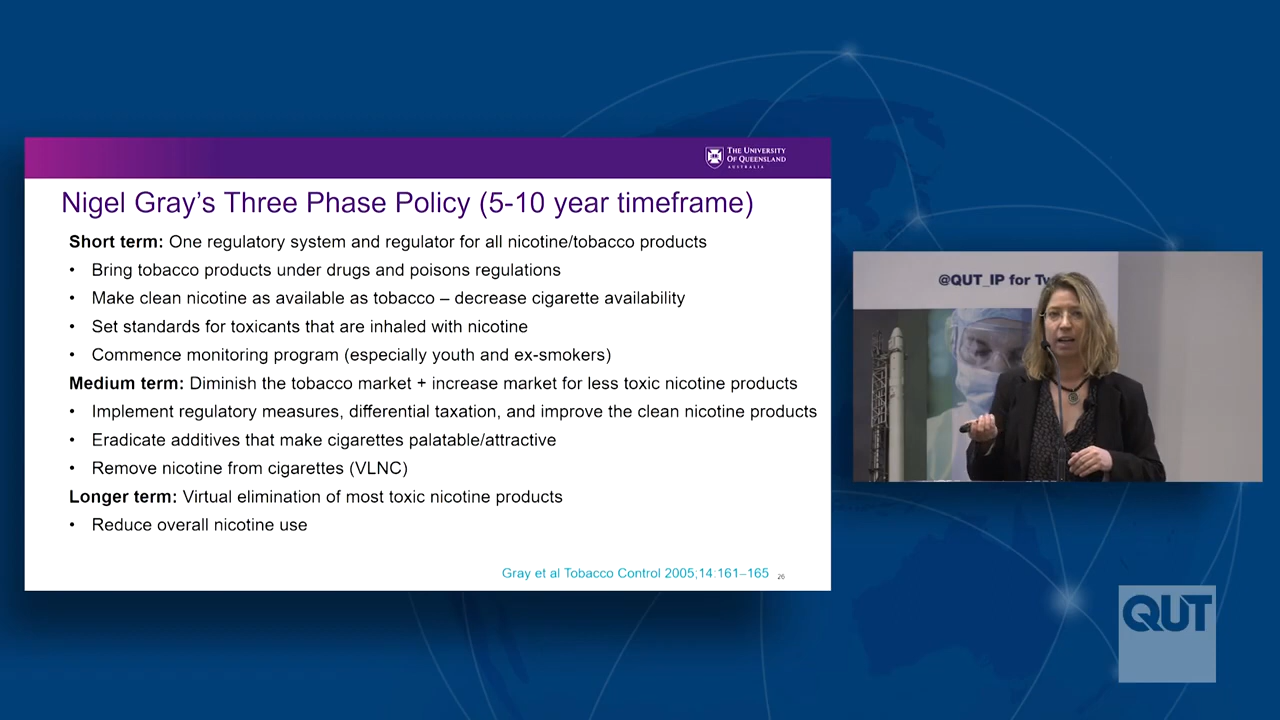 THE UNIVERSITY
OF QUEENSLAND
AUSTRALIA
Nigel Gray's Three Phase Policy (5-10 year timeframe)
Short term: One regulatory system and regulator for all nicotine/tobacco products
• Bring tobacco products under drugs and poisons regulations
• Make clean nicotine as available as tobacco – decrease cigarette availability
• Set standards for toxicants that are inhaled with nicotine
• Commence monitoring program (especially youth and ex-smokers)
Medium term: Diminish the tobacco market + increase market for less toxic nicotine products
• Implement regulatory measures, differential taxation, and improve the clean nicotine products
• Eradicate additives that make cigarettes palatable/attractive
• Remove nicotine from cigarettes (VLNC)
Longer term: Virtual elimination of most toxic nicotine products
• Reduce overall nicotine use
Gray et al Tobacco Control 2005;14:161–165
26
@QUT_IP for Tw
QUT